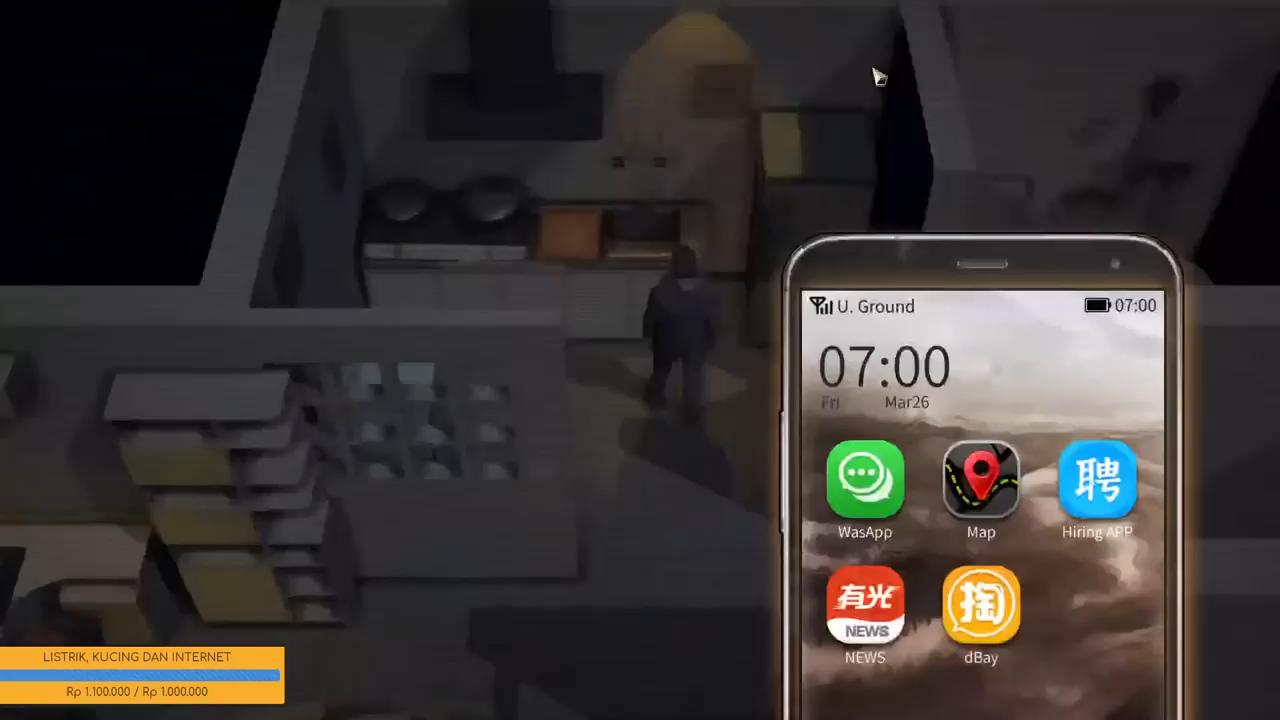 U. Ground 07:00
07:00
Fri Mar26
聘
WasApp Map Hiring APP
有光 掏
NEWS
NEWS dBay
LISTRIK, KUCING DAN INTERNET
Rp 1.100.000 / Rp 1.000.000